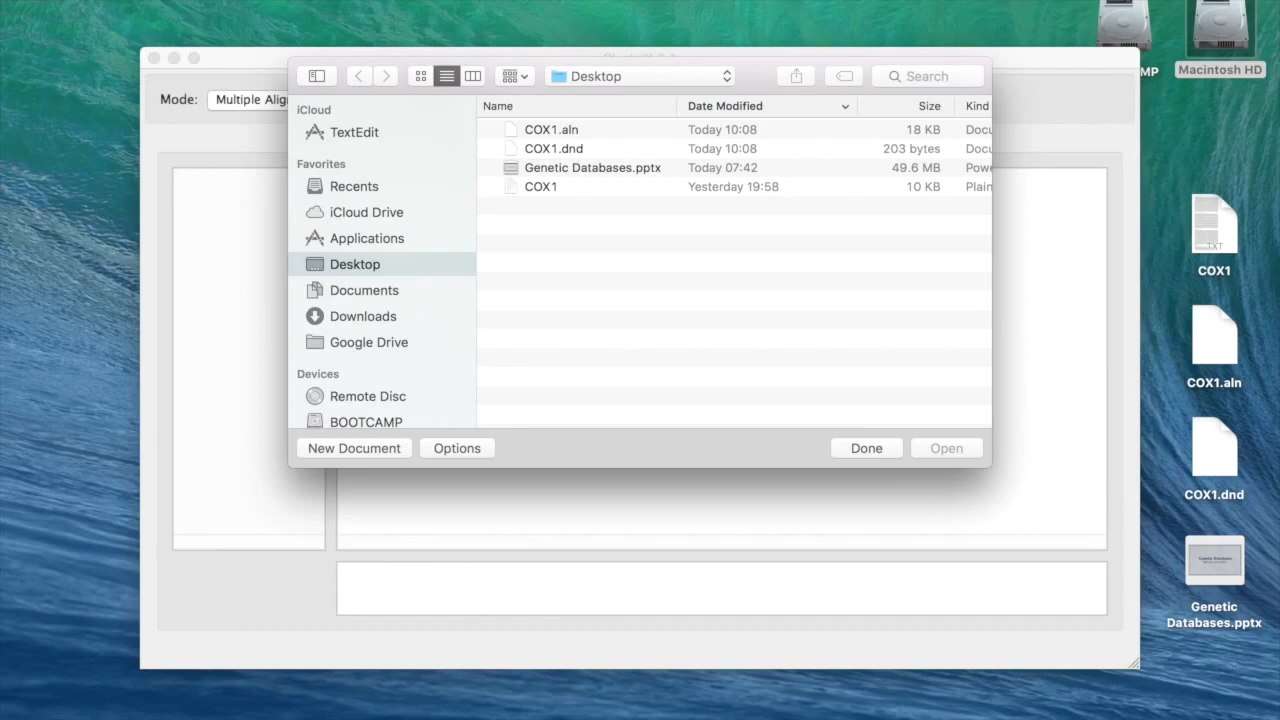 MP
Macintosh HD
Mode:
Multiple Alig
Desktop
Search
iCloud
TextEdit
Favorites
Recents
iCloud Drive
Applications
Desktop
Documents
Downloads
Google Drive
Devices
Remote Disc
BOOTCAMP
Name Date Modified Size Kind
COX1.aln Today 10:08 18 KB Docu
COX1.dnd Today 10:08 203 bytes Docu
Genetic Databases.pptx Today 07:42 49.6 MB Powe
COX1 Yesterday 19:58 10 KB Plain
New Document
Options
Done
Open
TXT
COX1
COX1.aln
COX1.dnd
Genetic
Databases.pptx